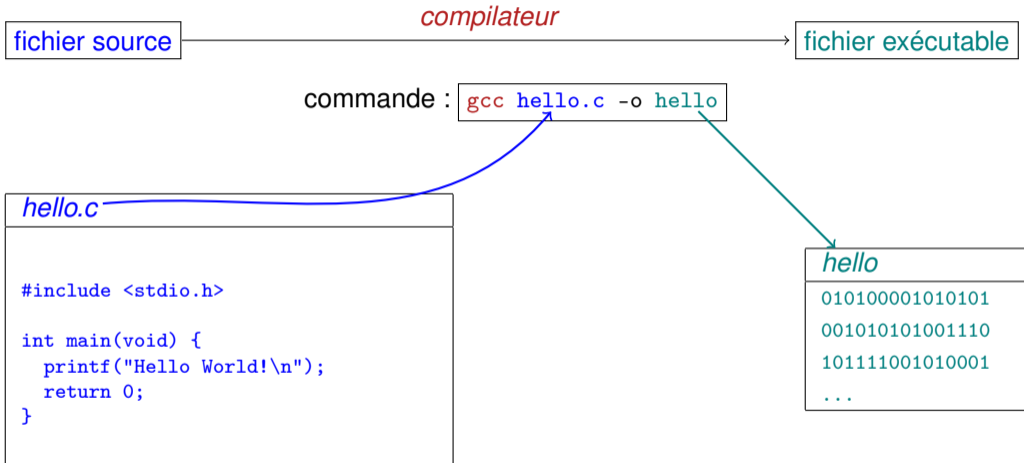 compilateur
fichier source
fichier exécutable
commande : gcc hello.c -o hello
hello.c
#include <stdio.h>
int main(void) {
  printf("Hello World!\n");
  return 0;
}
hello
010100001010101
001010101001110
101111001010001
...